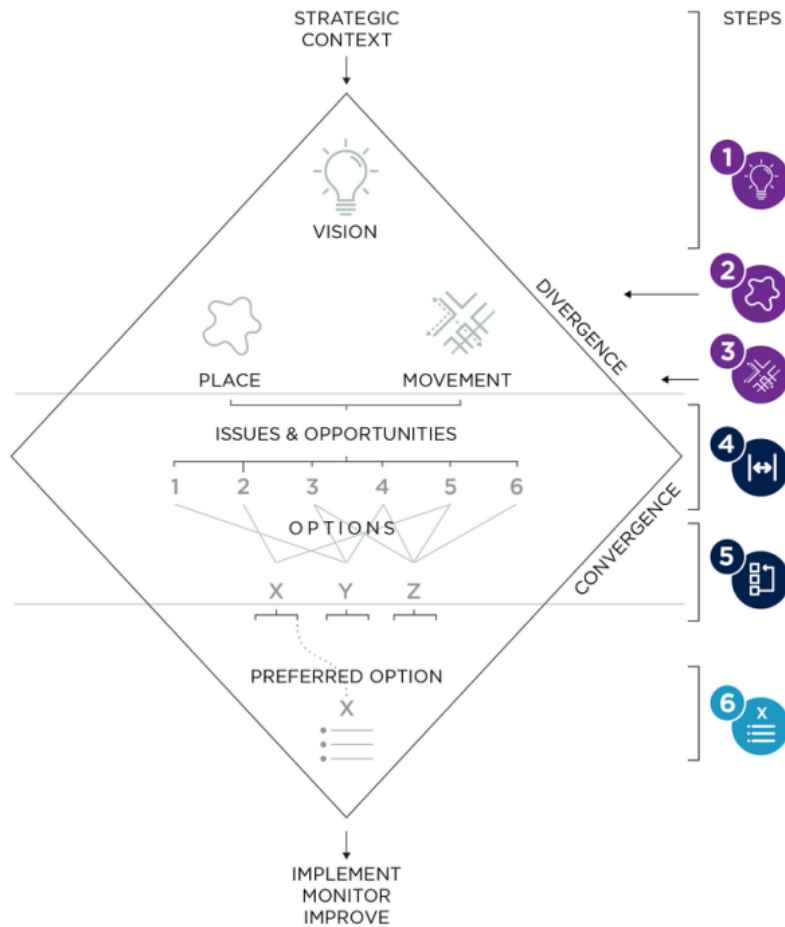 STRATEGIC
CONTEXT
STEPS
1
VISION
2
DIVERGENCE
3
PLACE
MOVEMENT
ISSUES & OPPORTUNITIES
4
1 2 3 4 5 6
OPTIONS
CONVERGENCE
5
X Y Z
PREFERRED OPTION
X
6
X
IMPLEMENT
MONITOR
IMPROVE